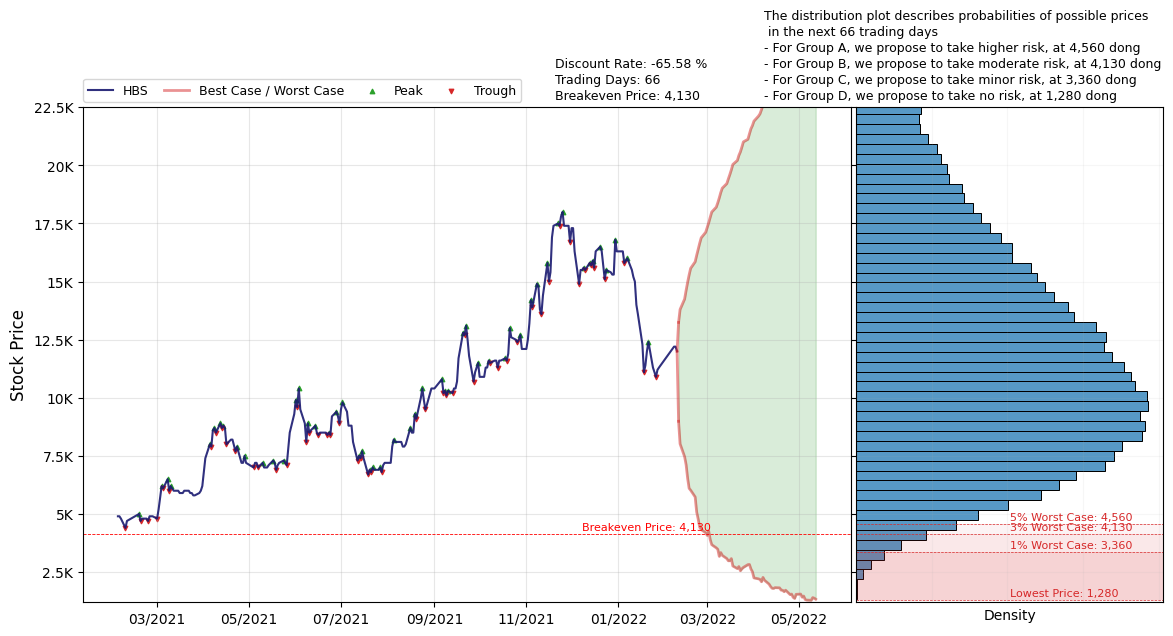 The distribution plot describes probabilities of possible prices
in the next 66 trading days
- For Group A, we propose to take higher risk, at 4,560 dong
- For Group B, we propose to take moderate risk, at 4,130 dong
- For Group C, we propose to take minor risk, at 3,360 dong
- For Group D, we propose to take no risk, at 1,280 dong
Discount Rate: -65.58 %
Trading Days: 66
Breakeven Price: 4,130
HBS
Best Case / Worst Case
Peak
Trough
Stock Price
22.5K
20K
17.5K
15K
12.5K
10K
7.5K
5K
2.5K
Breakeven Price: 4,130
5% Worst Case: 4,560
3% Worst Case: 4,130
1% Worst Case: 3,360
Lowest Price: 1,280
03/2021
05/2021
07/2021
09/2021
11/2021
01/2022
03/2022
05/2022
Density